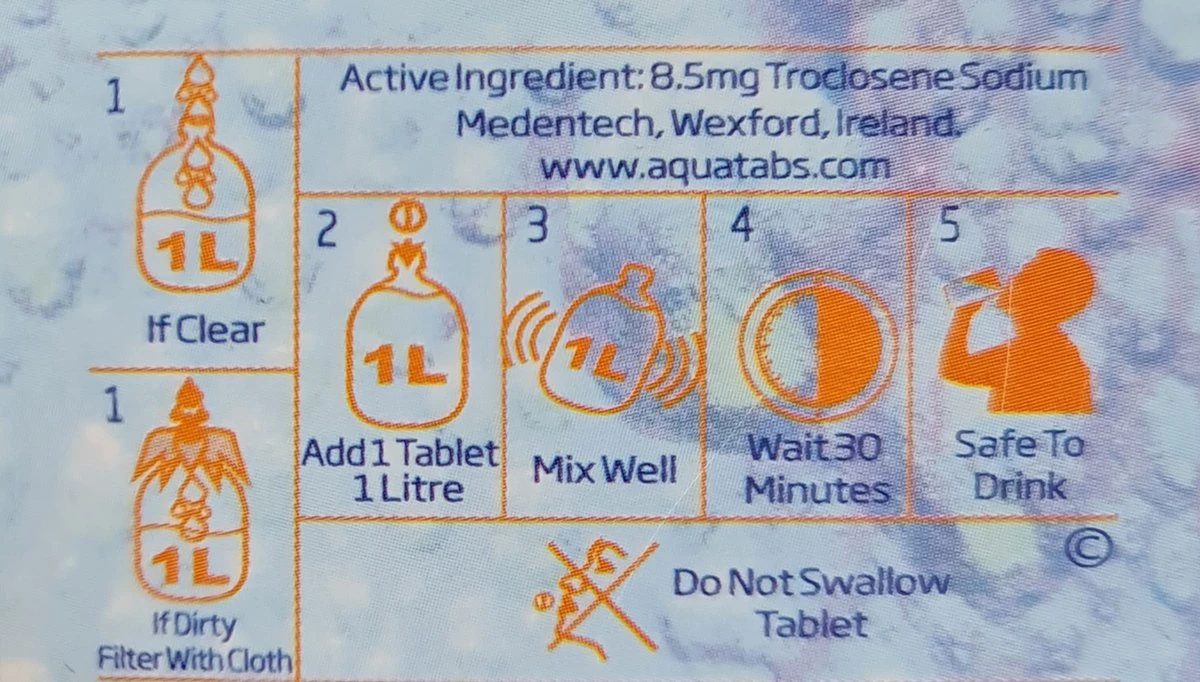 1
1L
If Clear
1
1L
If Dirty
Filter With Cloth
Active Ingredient: 8.5mg Troclosene Sodium
Medentech, Wexford, Ireland.
www.aquatabs.com
2
1L
Add 1 Tablet
1 Litre
3
1L
Mix Well
4
Wait 30
Minutes
5
Safe To
Drink
©
Do Not Swallow
Tablet